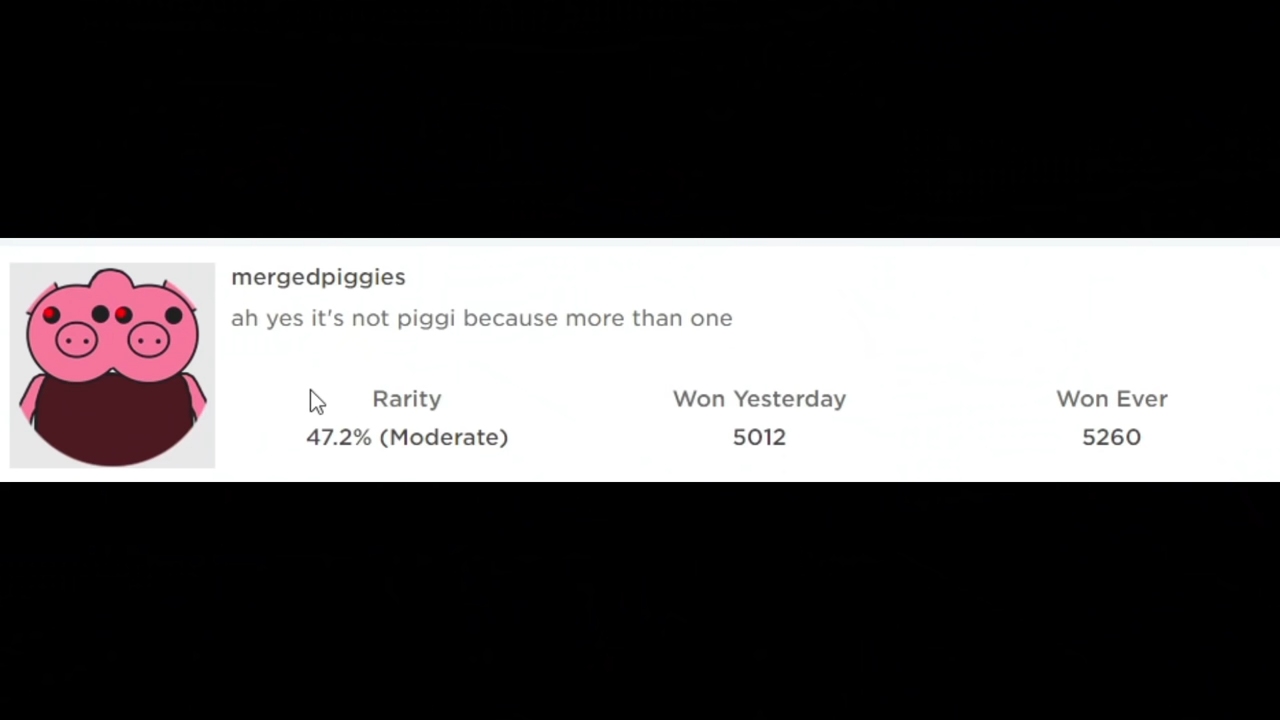 mergedpiggies
ah yes it's not piggi because more than one
Rarity Won Yesterday Won Ever
47.2% (Moderate) 5012 5260